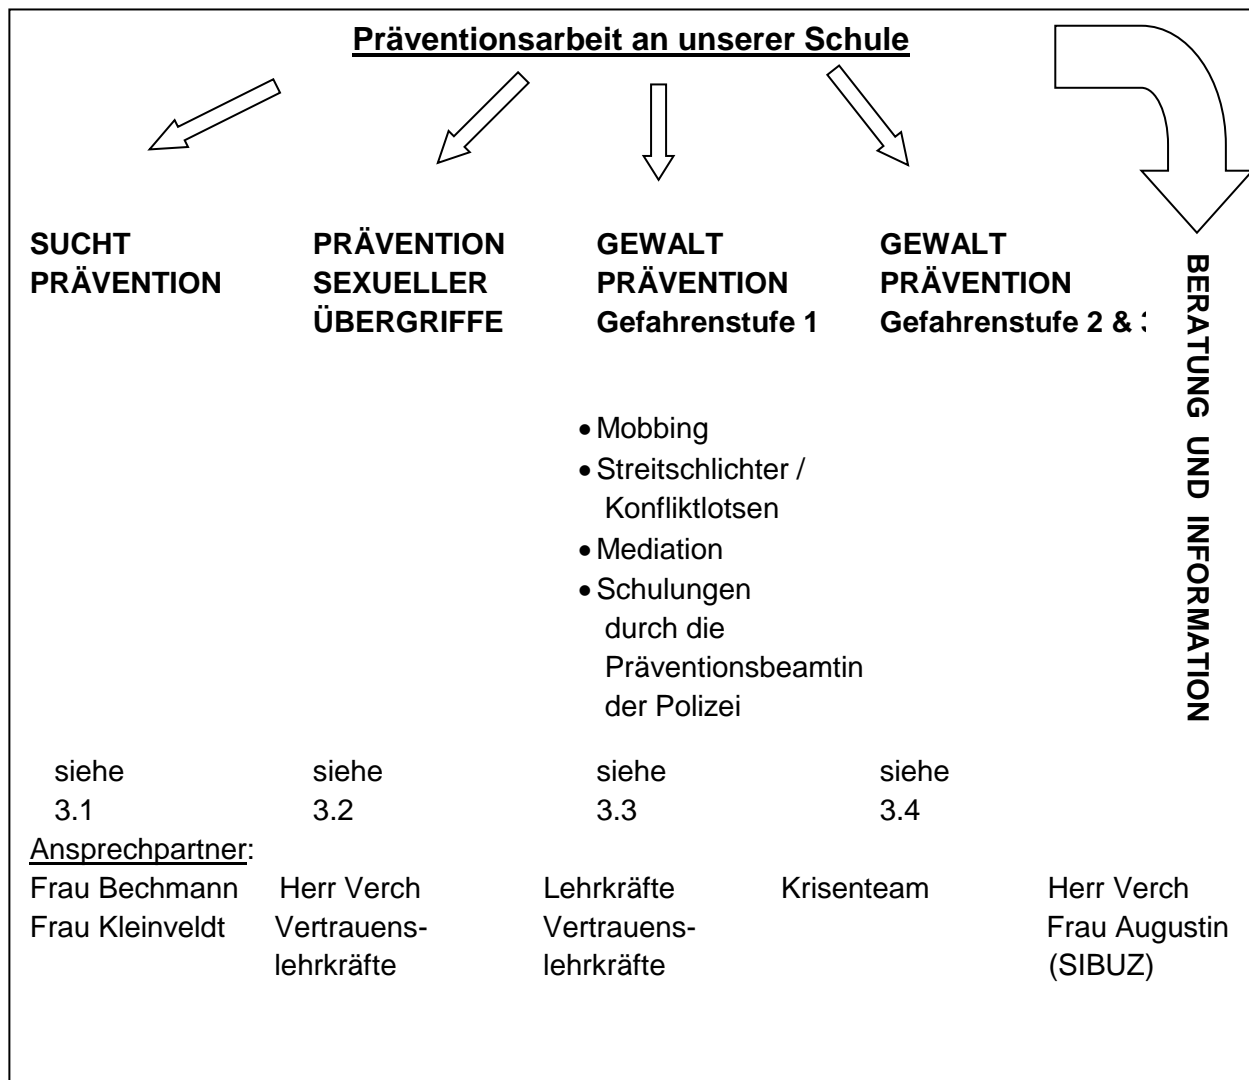 Präventionsarbeit an unserer Schule
SUCHT
PRÄVENTION
PRÄVENTION
SEXUELLER
ÜBERGRIFFE
GEWALT
PRÄVENTION
Gefahrenstufe 1
GEWALT
PRÄVENTION
Gefahrenstufe 2 &
BERATUNG UND INFORMATION
• Mobbing
• Streitschlichter /
Konfliktlotsen
• Mediation
• Schulungen
durch die
Präventionsbeamtin
der Polizei
siehe
3.1
siehe
3.2
siehe
3.3
siehe
3.4
Ansprechpartner:
Frau Bechmann
Frau Kleinveldt
Herr Verch
Vertrauens-
lehrkräfte
Lehrkräfte
Vertrauens-
lehrkräfte
Krisenteam
Herr Verch
Frau Augustin
(SIBUZ)